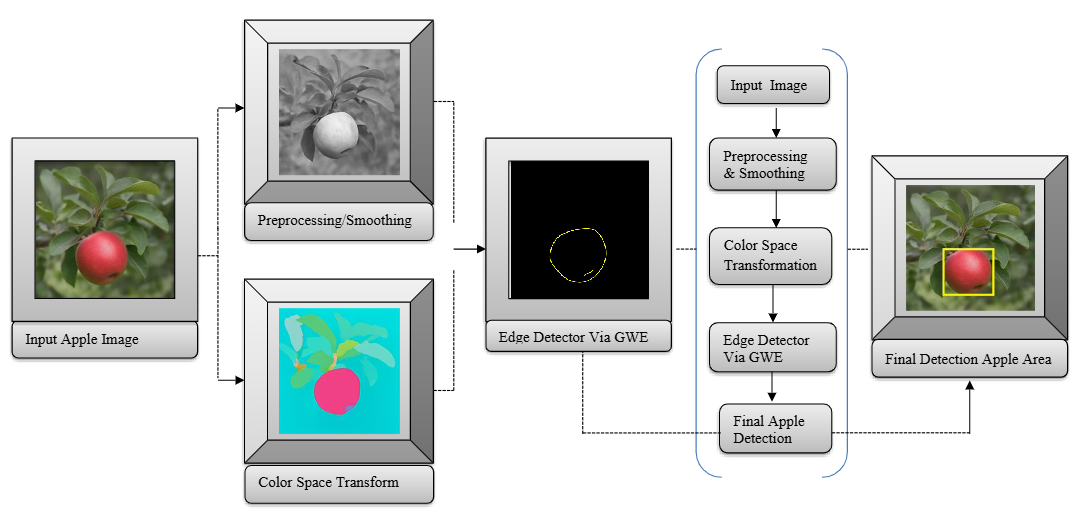 Input Apple Image
Preprocessing/Smoothing
Color Space Transform
Edge Detector Via GWE
Input Image
Preprocessing
& Smoothing
Color Space
Transformation
Edge Detector
Via GWE
Final Apple
Detection
Final Detection Apple Area